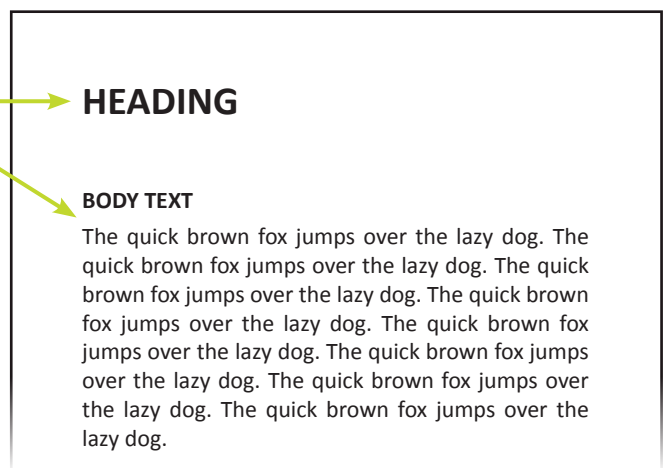 HEADING
BODY TEXT
The quick brown fox jumps over the lazy dog. The
quick brown fox jumps over the lazy dog. The quick
brown fox jumps over the lazy dog. The quick brown
fox jumps over the lazy dog. The quick brown fox
jumps over the lazy dog. The quick brown fox jumps
over the lazy dog. The quick brown fox jumps over
the lazy dog. The quick brown fox jumps over the
lazy dog.